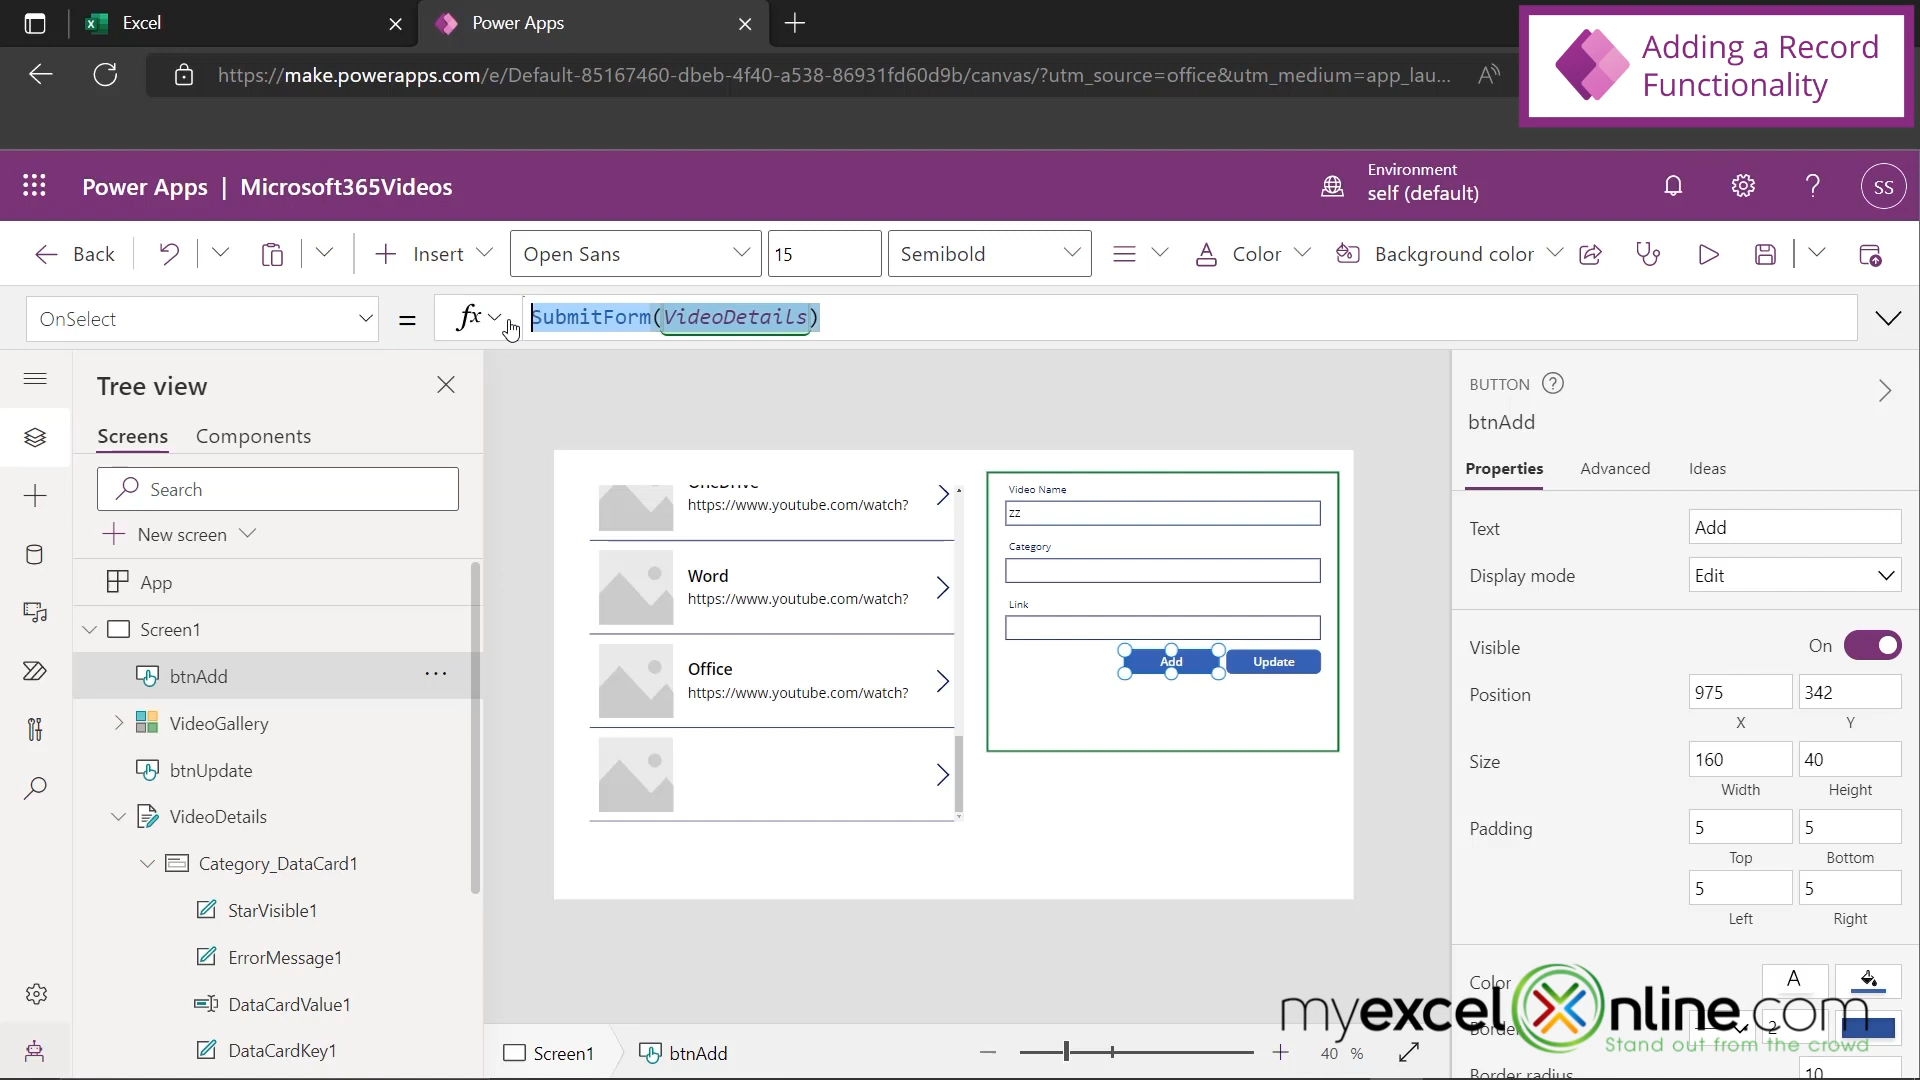 Excel
Power Apps
Adding a Record
Functionality
https://make.powerapps.com/e/Default-85167460-dbeb-4f40-a538-86931fd60d9b/canvas/?utm_source=office&utm_medium=app_lau...
Power Apps | Microsoft365Videos
Environment
self (default)
SS
Back
Insert
Open Sans
15
Semibold
Color
Background color
OnSelect
=
fx
SubmitForm(VideoDetails)
Tree view
Screens
Components
Search
New screen
App
Screen1
btnAdd
VideoGallery
btnUpdate
VideoDetails
Category_DataCard1
StarVisible1
ErrorMessage1
DataCardValue1
DataCardKey1
OneDrive
https://www.youtube.com/watch?
Word
https://www.youtube.com/watch?
Office
https://www.youtube.com/watch?
Video Name
zz
Category
Link
Add
Update
Screen1
btnAdd
40 %
BUTTON
btnAdd
Properties
Advanced
Ideas
Text
Add
Display mode
Edit
Visible
On
Position
975
342
X
Y
Size
160
40
Width
Height
Padding
5
5
Top
Bottom
5
5
Left
Right
Color
A
Border
2
Border radius
10
myexcelonline.com
Stand out from the crowd